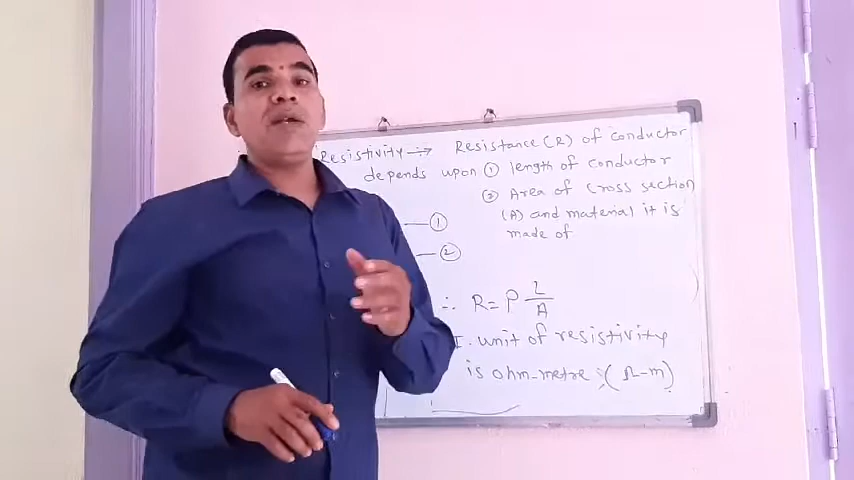 Resistivity ÷→ Resistance (R) of Conductor
depends upon ① length of Conductor
② Area of Cross section
(A) and material it is
made of
— ①
— ②
∴ R = ρ L/A
I. unit of resistivity
is ohm-metre ; (Ω-m)